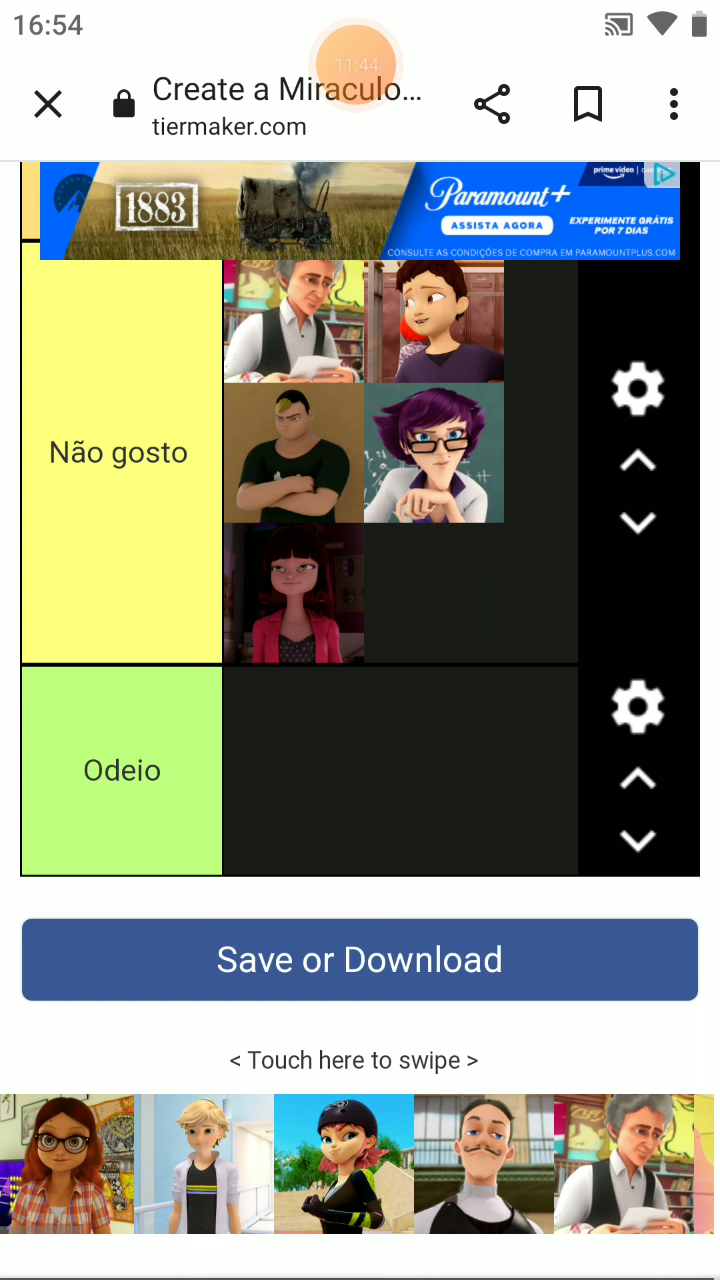 16:54
11:44
Create a Miraculo...
tiermaker.com
1883
Paramount+
ASSISTA AGORA
prime video
EXPERIMENTE GRÁTIS
POR 7 DIAS
CONSULTE AS CONDIÇÕES DE COMPRA EM PARAMOUNTPLUS.COM
Não gosto
Odeio
Save or Download
< Touch here to swipe >